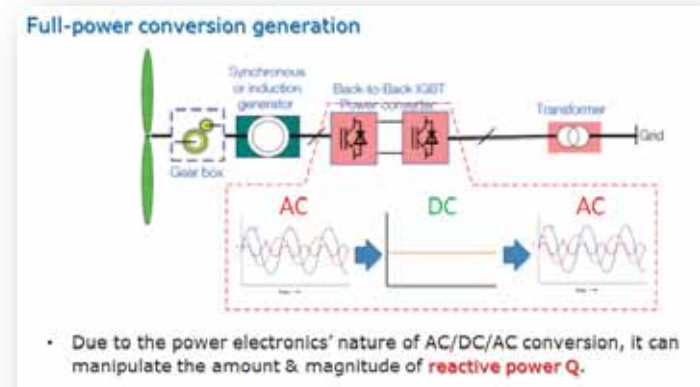 Full-power conversion generation
Synchronous
or induction
generator
Back-to-Back IGBT
Power converter
Transformer
Grid
Gear box
AC
DC
AC
• Due to the power electronics’ nature of AC/DC/AC conversion, it can
manipulate the amount & magnitude of reactive power Q.